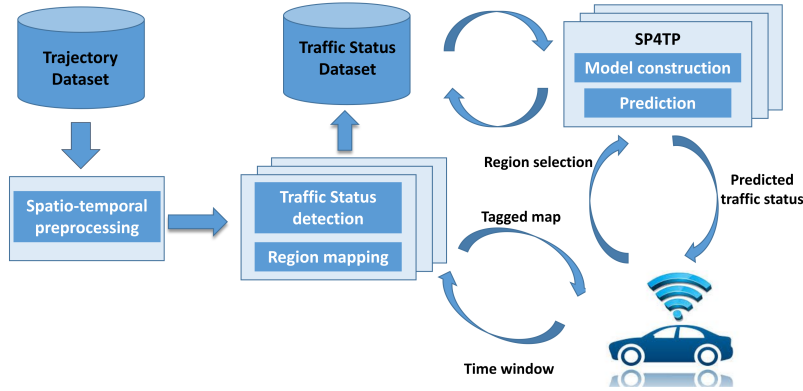 Trajectory
Dataset
Traffic Status
Dataset
SP4TP
Model construction
Prediction
Spatio-temporal
preprocessing
Traffic Status
detection
Region mapping
Region selection
Predicted
traffic status
Tagged map
Time window